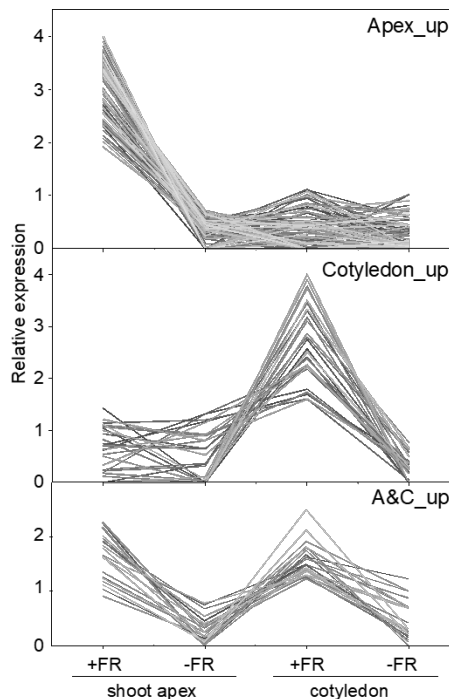 Apex_up
4
3
2
1
0
Cotyledon_up
4
3
2
1
0
A&C_up
2
1
0
Relative expression
+FR -FR +FR -FR
shoot apex cotyledon